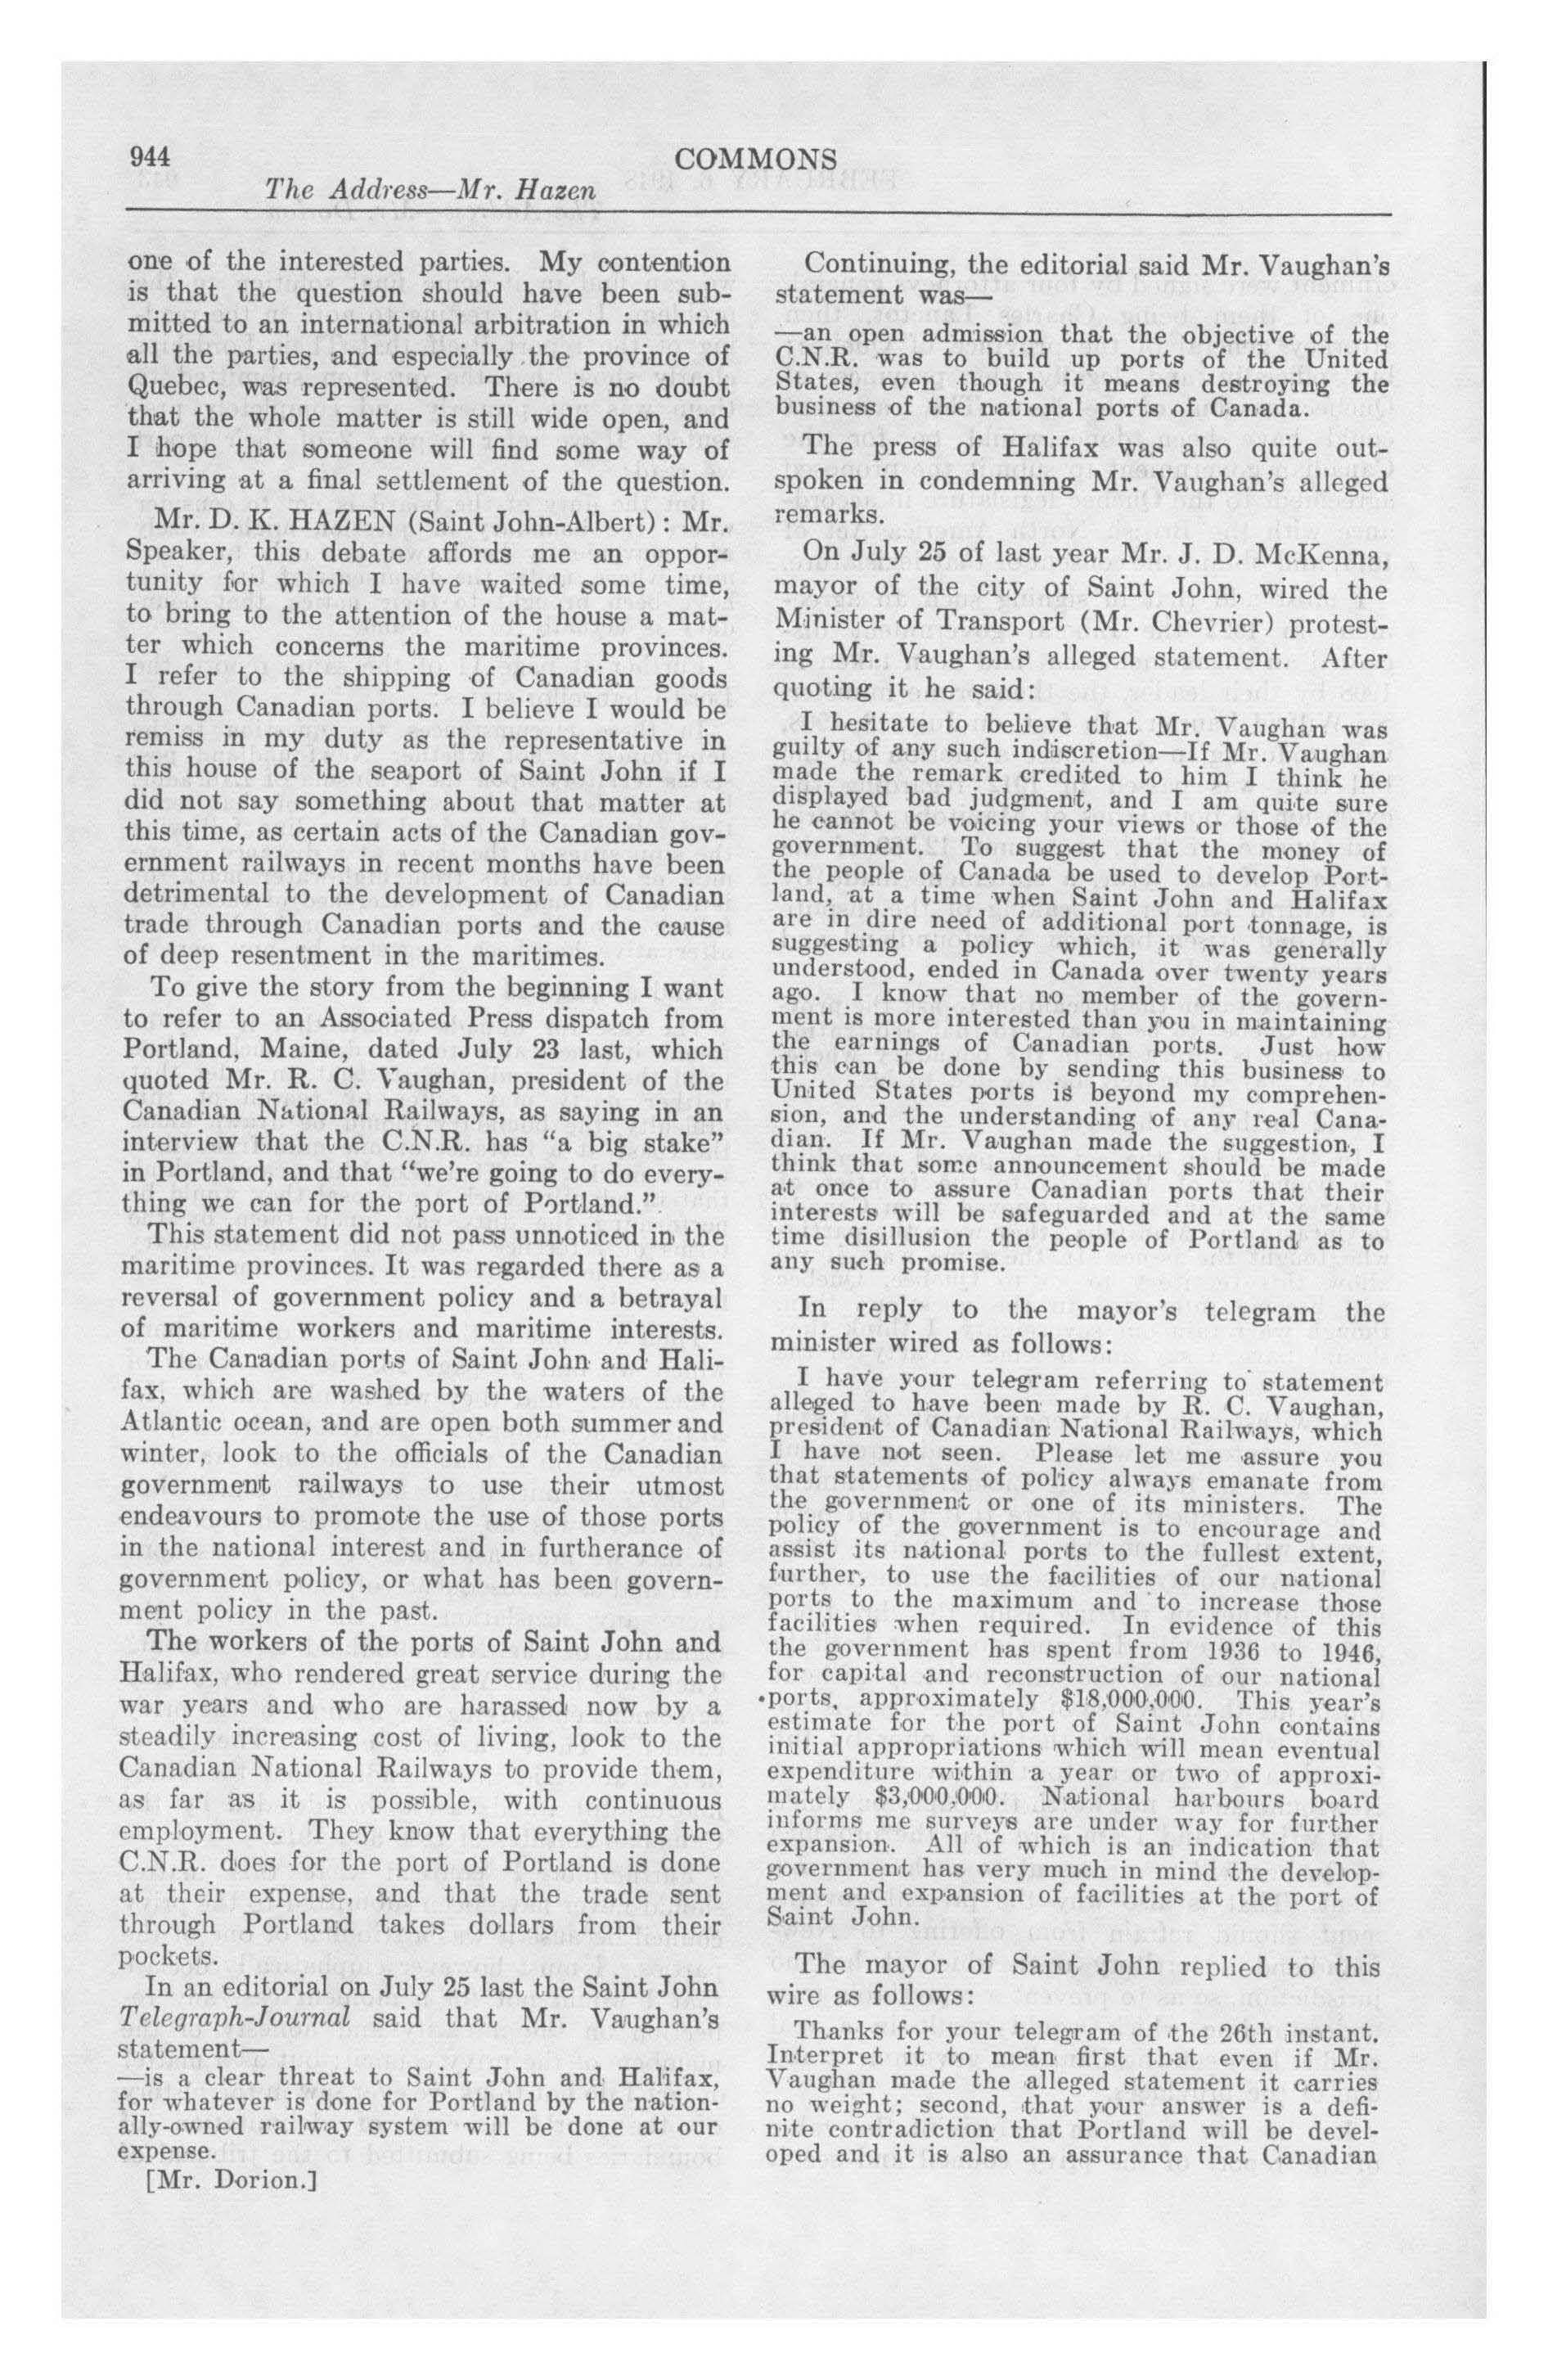 944
COMMONS
The Address—Mr. Hazen
one of the interested parties. My contention
is that the question should have been sub-
mitted to an international arbitration in which
all the parties, and especially the province of
Quebec, was represented. There is no doubt
that the whole matter is still wide open, and
I hope that someone will find some way of
arriving at a final settlement of the question.
Mr. D. K. HAZEN (Saint John-Albert): Mr.
Speaker, this debate affords me an oppor-
tunity for which I have waited some time,
to bring to the attention of the house a mat-
ter which concerns the maritime provinces.
I refer to the shipping of Canadian goods
through Canadian ports. I believe I would be
remiss in my duty as the representative in
this house of the seaport of Saint John if I
did not say something about that matter at
this time, as certain acts of the Canadian gov-
ernment railways in recent months have been
detrimental to the development of Canadian
trade through Canadian ports and the cause
of deep resentment in the maritimes.
To give the story from the beginning I want
to refer to an Associated Press dispatch from
Portland, Maine, dated July 23 last, which
quoted Mr. R. C. Vaughan, president of the
Canadian National Railways, as saying in an
interview that the C.N.R. has "a big stake"
in Portland, and that "we're going to do every-
thing we can for the port of Portland."
This statement did not pass unnoticed in the
maritime provinces. It was regarded there as a
reversal of government policy and a betrayal
of maritime workers and maritime interests.
The Canadian ports of Saint John and Hali-
fax, which are washed by the waters of the
Atlantic ocean, and are open both summer and
winter, look to the officials of the Canadian
government railways to use their utmost
endeavours to promote the use of those ports
in the national interest and in furtherance of
government policy, or what has been govern-
ment policy in the past.
The workers of the ports of Saint John and
Halifax, who rendered great service during the
war years and who are harassed now by a
steadily increasing cost of living, look to the
Canadian National Railways to provide them,
as far as it is possible, with continuous
employment. They know that everything the
C.N.R. does for the port of Portland is done
at their expense, and that the trade sent
through Portland takes dollars from their
pockets.
In an editorial on July 25 last the Saint John
Telegraph-Journal said that Mr. Vaughan's
statement—
—is a clear threat to Saint John and Halifax,
for whatever is done for Portland by the nation-
ally-owned railway system will be done at our
expense.
[Mr. Dorion.]
Continuing, the editorial said Mr. Vaughan's
statement was—
—an open admission that the objective of the
C.N.R. was to build up ports of the United
States, even though it means destroying the
business of the national ports of Canada.
The press of Halifax was also quite out-
spoken in condemning Mr. Vaughan's alleged
remarks.
On July 25 of last year Mr. J. D. McKenna,
mayor of the city of Saint John, wired the
Minister of Transport (Mr. Chevrier) protest-
ing Mr. Vaughan's alleged statement. After
quoting it he said:
I hesitate to believe that Mr. Vaughan was
guilty of any such indiscretion—If Mr. Vaughan
made the remark credited to him I think he
displayed bad judgment, and I am quite sure
he cannot be voicing your views or those of the
government. To suggest that the money of
the people of Canada be used to develop Port-
land, at a time when Saint John and Halifax
are in dire need of additional port tonnage, is
suggesting a policy which, it was generally
understood, ended in Canada over twenty years
ago. I know that no member of the govern-
ment is more interested than you in maintaining
the earnings of Canadian ports. Just how
this can be done by sending this business to
United States ports is beyond my comprehen-
sion, and the understanding of any real Cana-
dian. If Mr. Vaughan made the suggestion, I
think that some announcement should be made
at once to assure Canadian ports that their
interests will be safeguarded and at the same
time disillusion the people of Portland as to
any such promise.
In reply to the mayor's telegram the
minister wired as follows:
I have your telegram referring to statement
alleged to have been made by R. C. Vaughan,
president of Canadian National Railways, which
I have not seen. Please let me assure you
that statements of policy always emanate from
the government or one of its ministers. The
policy of the government is to encourage and
assist its national ports to the fullest extent,
further, to use the facilities of our national
ports to the maximum and to increase those
facilities when required. In evidence of this
the government has spent from 1936 to 1946,
for capital and reconstruction of our national
ports, approximately $18,000,000. This year's
estimate for the port of Saint John contains
initial appropriations which will mean eventual
expenditure within a year or two of approxi-
mately $3,000,000. National harbours board
informs me surveys are under way for further
expansion. All of which is an indication that
government has very much in mind the develop-
ment and expansion of facilities at the port of
Saint John.
The mayor of Saint John replied to this
wire as follows:
Thanks for your telegram of the 26th instant.
Interpret it to mean first that even if Mr.
Vaughan made the alleged statement it carries
no weight; second, that your answer is a defi-
nite contradiction that Portland will be devel-
oped and it is also an assurance that Canadian